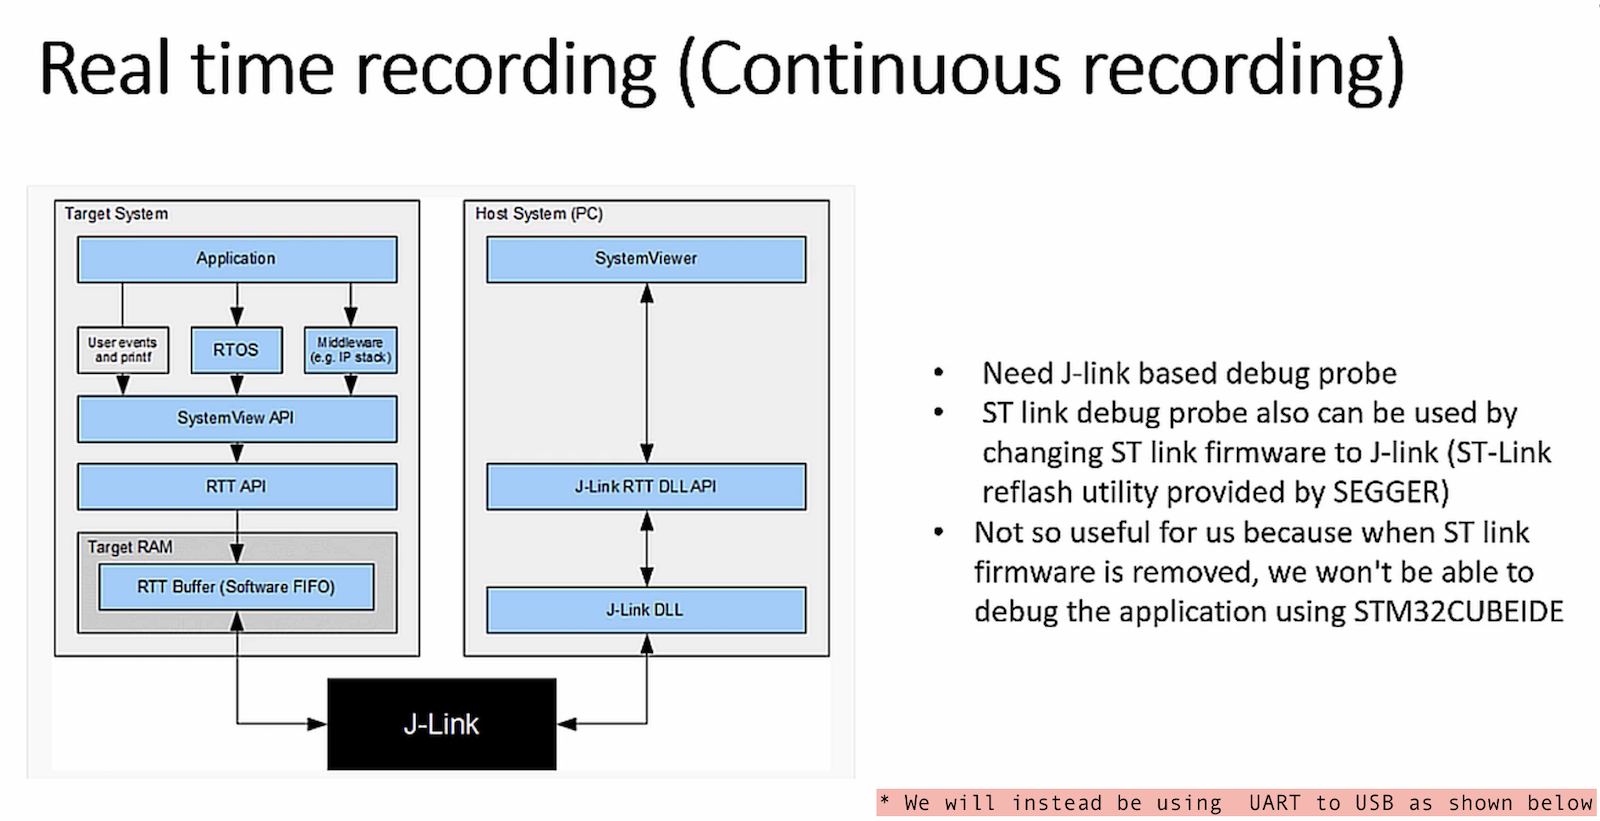 Real time recording (Continuous recording)
Target System
Application
User events
and printf
RTOS
Middleware
(e.g. IP stack)
SystemView API
RTT API
Target RAM
RTT Buffer (Software FIFO)
Host System (PC)
SystemViewer
J-Link RTT DLL API
J-Link DLL
J-Link
• Need J-link based debug probe
• ST link debug probe also can be used by
changing ST link firmware to J-link (ST-Link
reflash utility provided by SEGGER)
• Not so useful for us because when ST link
firmware is removed, we won't be able to
debug the application using STM32CUBEIDE
* We will instead be using  UART to USB as shown below